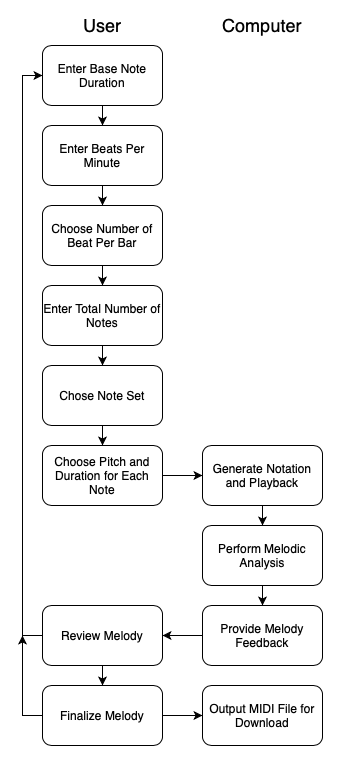 User
Computer
Enter Base Note
Duration
Enter Beats Per
Minute
Choose Number of
Beat Per Bar
Enter Total Number of
Notes
Chose Note Set
Choose Pitch and
Duration for Each
Note
Generate Notation
and Playback
Perform Melodic
Analysis
Review Melody
Provide Melody
Feedback
Finalize Melody
Output MIDI File for
Download